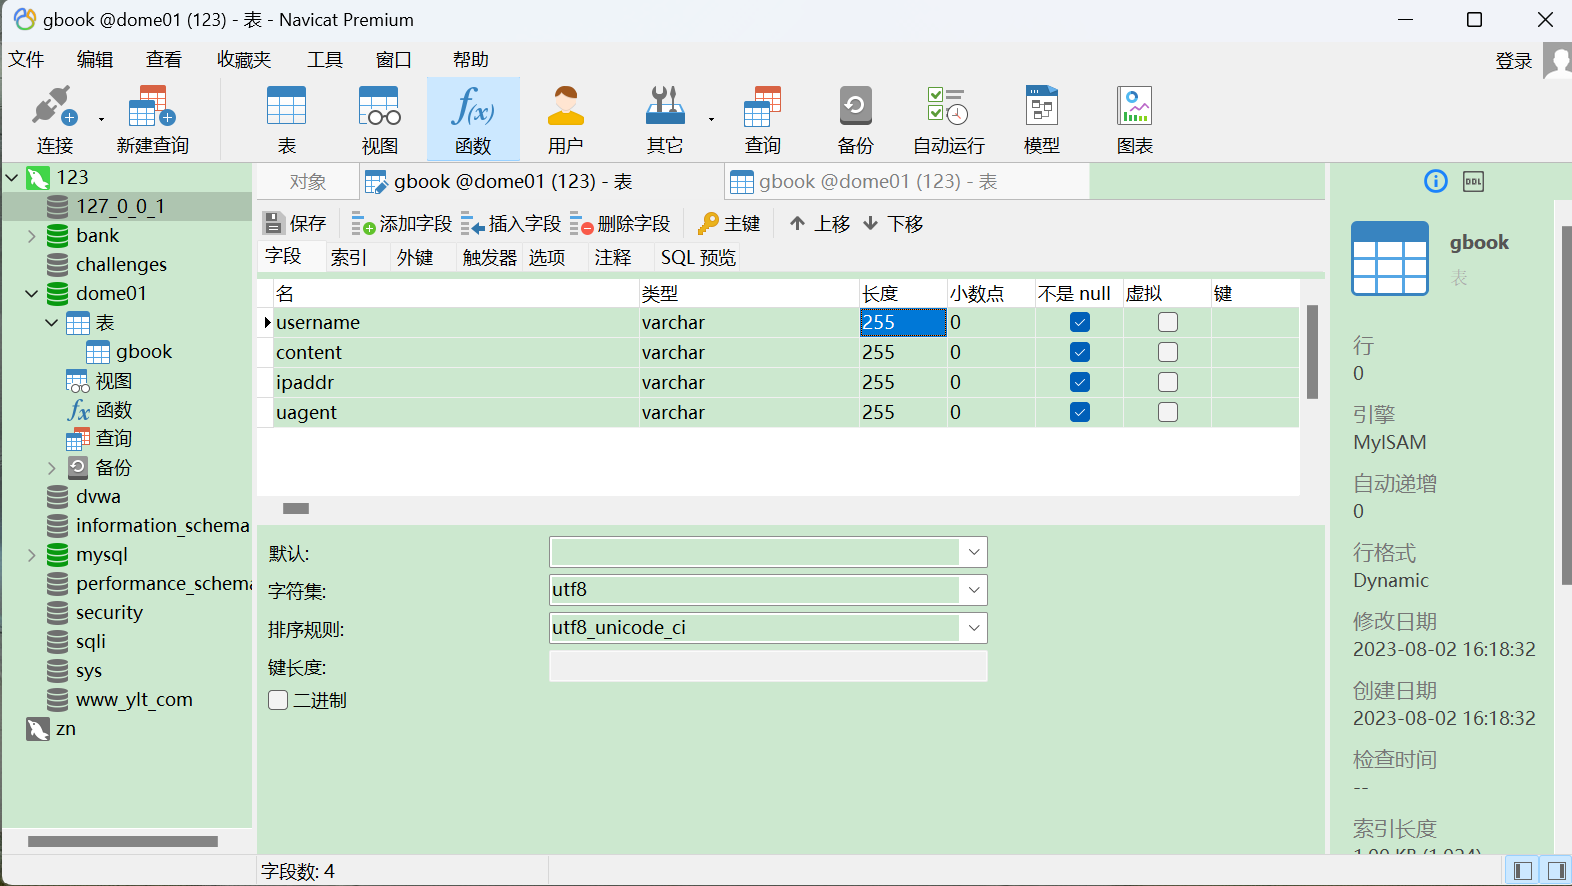 gbook @dome01 (123) - 表 - Navicat Premium
文件 编辑 查看 收藏夹 工具 窗口 帮助 登录
连接 新建查询 表 视图 函数 用户 其它 查询 备份 自动运行 模型 图表
123
127_0_0_1
bank
challenges
dome01
表
gbook
视图
函数
查询
备份
dvwa
information_schema
mysql
performance_schema
security
sqli
sys
www_ylt_com
zn
对象 gbook @dome01 (123) - 表 gbook @dome01 (123) - 表
保存 添加字段 插入字段 删除字段 主键 上移 下移
字段 索引 外键 触发器 选项 注释 SQL 预览
名 类型 长度 小数点 不是 null 虚拟 键
username varchar 255 0
content varchar 255 0
ipaddr varchar 255 0
uagent varchar 255 0
默认:
字符集: utf8
排序规则: utf8_unicode_ci
键长度:
二进制
字段数: 4
DDL
gbook
表
行
0
引擎
MyISAM
自动递增
0
行格式
Dynamic
修改日期
2023-08-02 16:18:32
创建日期
2023-08-02 16:18:32
检查时间
--
索引长度
1.00 KB (1,024)